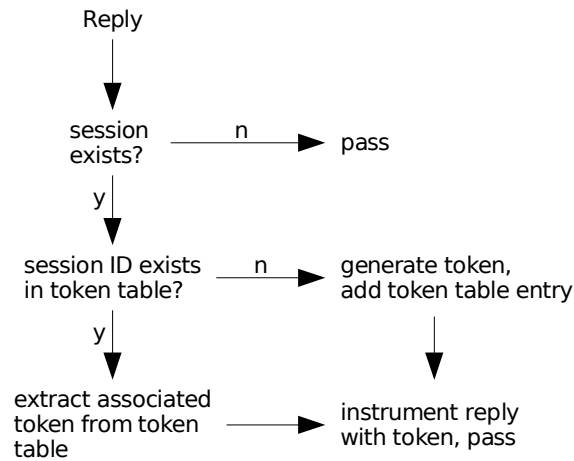 Reply
session
exists?
n
pass
y
session ID exists
in token table?
n
generate token,
add token table entry
y
extract associated
token from token
table
instrument reply
with token, pass